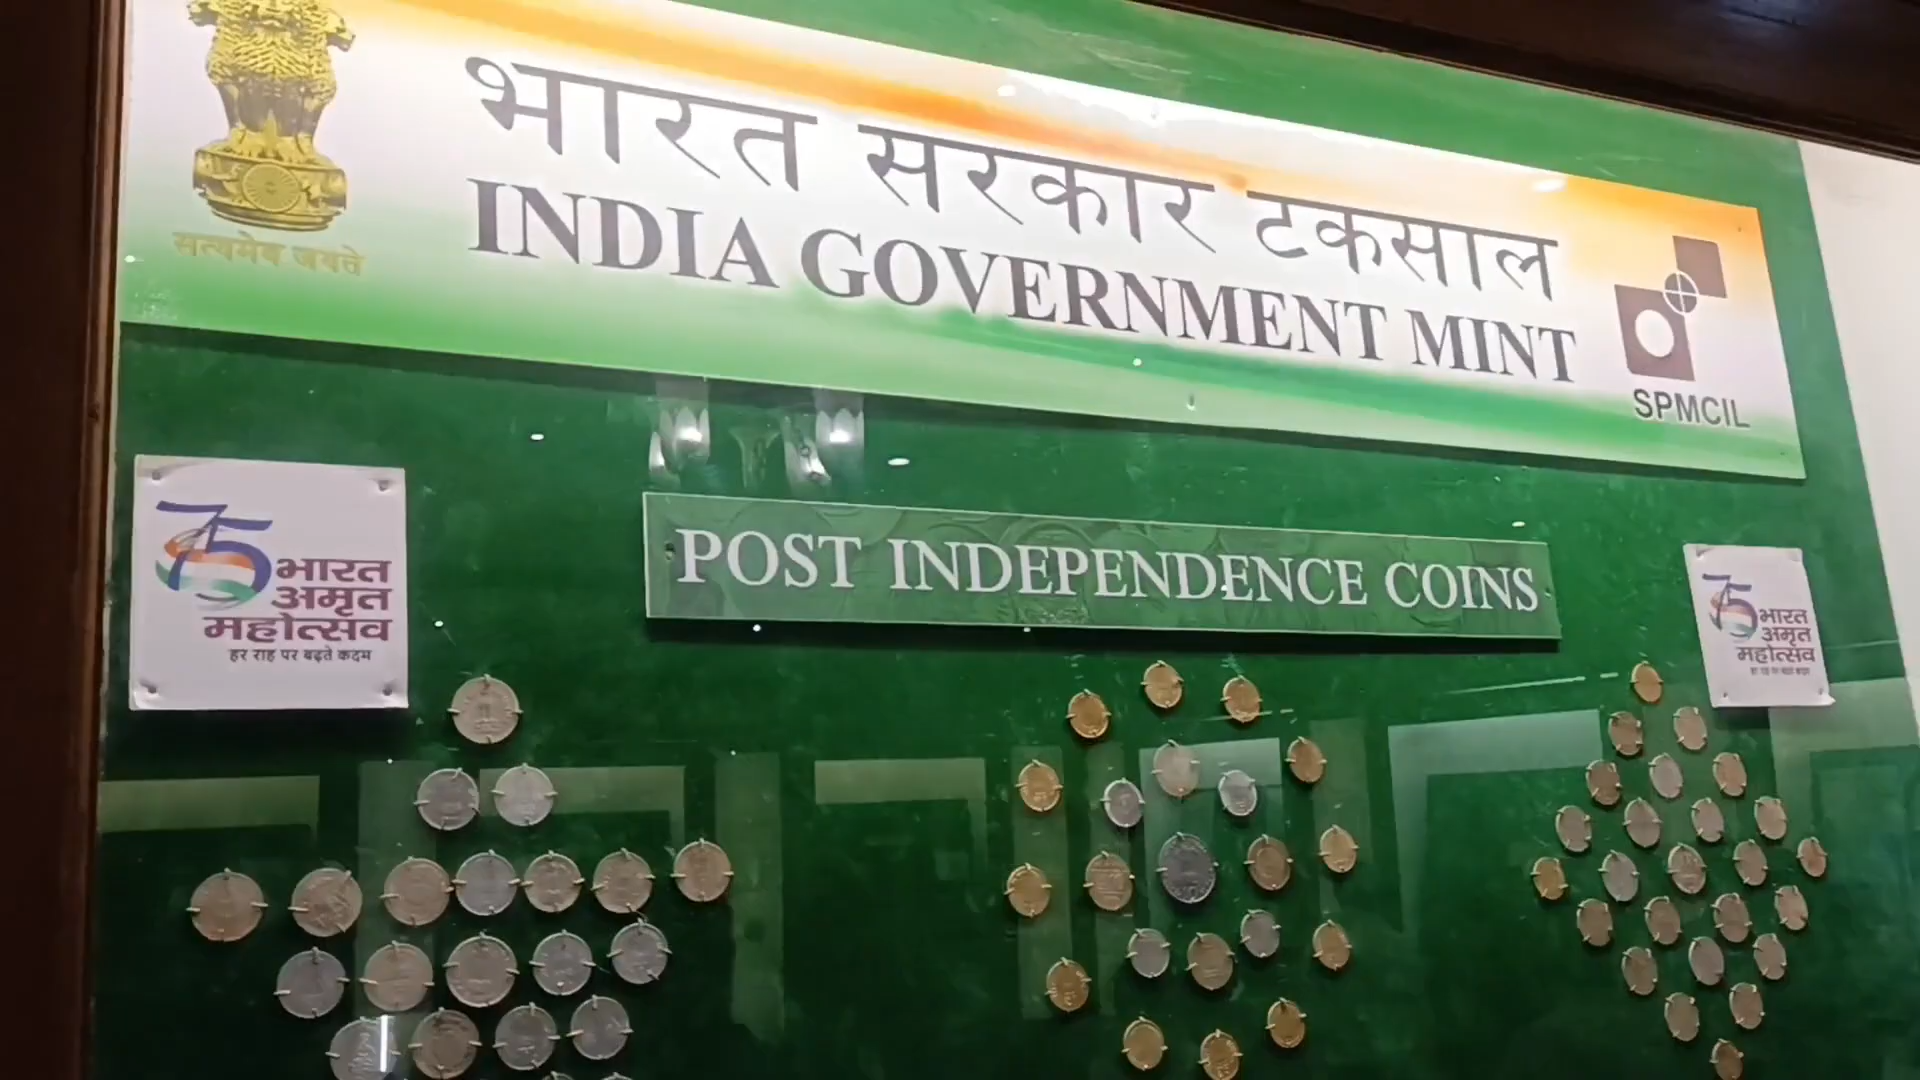 भारत सरकार टकसाल
INDIA GOVERNMENT MINT
सत्यमेव जयते
SPMCIL
75
भारत
अमृत
महोत्सव
हर राह पर बढ़ते कदम
POST INDEPENDENCE COINS
75
भारत
अमृत
महोत्सव